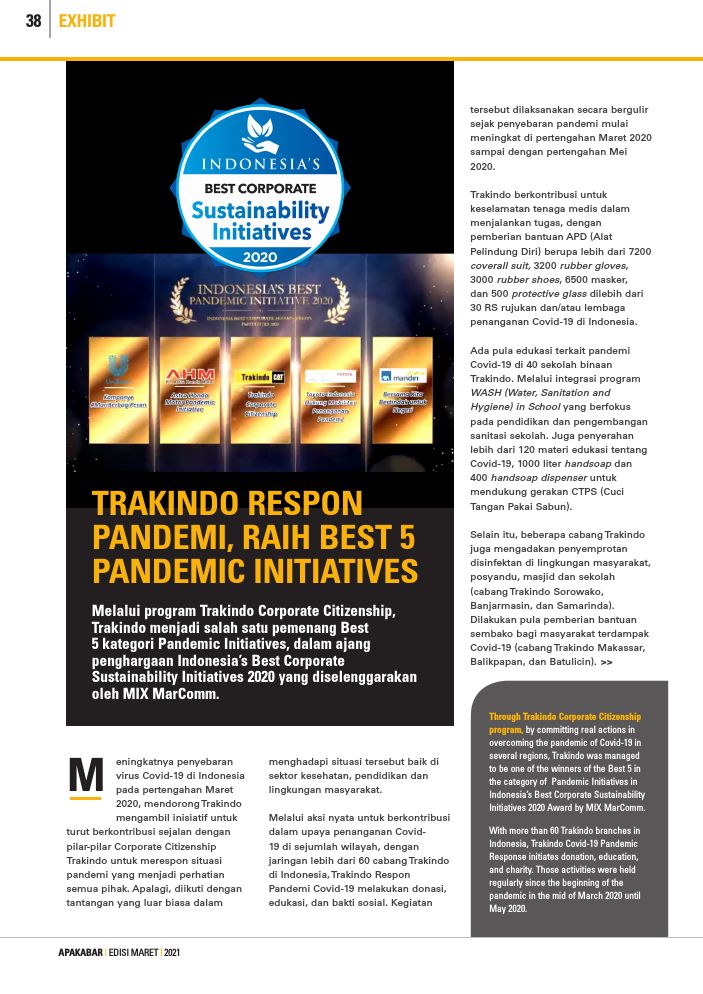 38
EXHIBIT
INDONESIA'S
BEST CORPORATE
Sustainability
Initiatives
2020
INDONESIA'S BEST
PANDEMIC INITIATIVE 2020
AHM
Astra Honda
Motor Pandemic
Initiative
Trakindo CAT
Trakindo
Corporate
Citizenship
TOYOTA
Toyota Indonesia
Dukung Mobilitas
Penanganan
Pandemi
mandiri
Bersama Kita
Bertindak untuk
Negeri
TRAKINDO RESPON
PANDEMI, RAIH BEST 5
PANDEMIC INITIATIVES
Melalui program Trakindo Corporate Citizenship,
Trakindo menjadi salah satu pemenang Best
5 kategori Pandemic Initiatives, dalam ajang
penghargaan Indonesia's Best Corporate
Sustainability Initiatives 2020 yang diselenggarakan
oleh MIX MarComm.
Meningkatnya penyebaran
virus Covid-19 di Indonesia
pada pertengahan Maret
2020, mendorong Trakindo
mengambil inisiatif untuk
turut berkontribusi sejalan dengan
pilar-pilar Corporate Citizenship
Trakindo untuk merespon situasi
pandemi yang menjadi perhatian
semua pihak. Apalagi, diikuti dengan
tantangan yang luar biasa dalam
menghadapi situasi tersebut baik di
sektor kesehatan, pendidikan dan
lingkungan masyarakat.
Melalui aksi nyata untuk berkontribusi
dalam upaya penanganan Covid-
19 di sejumlah wilayah, dengan
jaringan lebih dari 60 cabang Trakindo
di Indonesia, Trakindo Respon
Pandemi Covid-19 melakukan donasi,
edukasi, dan bakti sosial. Kegiatan
tersebut dilaksanakan secara bergulir
sejak penyebaran pandemi mulai
meningkat di pertengahan Maret 2020
sampai dengan pertengahan Mei
2020.
Trakindo berkontribusi untuk
keselamatan tenaga medis dalam
menjalankan tugas, dengan
pemberian bantuan APD (Alat
Pelindung Diri) berupa lebih dari 7200
coverall suit, 3200 rubber gloves,
3000 rubber shoes, 6500 masker,
dan 500 protective glass dilebih dari
30 RS rujukan dan/atau lembaga
penanganan Covid-19 di Indonesia.
Ada pula edukasi terkait pandemi
Covid-19 di 40 sekolah binaan
Trakindo. Melalui integrasi program
WASH (Water, Sanitation and
Hygiene) in School yang berfokus
pada pendidikan dan pengembangan
sanitasi sekolah. Juga penyerahan
lebih dari 120 materi edukasi tentang
Covid-19, 1000 liter handsoap dan
400 handsoap dispenser untuk
mendukung gerakan CTPS (Cuci
Tangan Pakai Sabun).
Selain itu, beberapa cabang Trakindo
juga mengadakan penyemprotan
disinfektan di lingkungan masyarakat,
posyandu, masjid dan sekolah
(cabang Trakindo Sorowako,
Banjarmasin, dan Samarinda).
Dilakukan pula pemberian bantuan
sembako bagi masyarakat terdampak
Covid-19 (cabang Trakindo Makassar,
Balikpapan, dan Batulicin). >>
Through Trakindo Corporate Citizenship
program, by committing real actions in
overcoming the pandemic of Covid-19 in
several regions, Trakindo was managed
to be one of the winners of the Best 5 in
the category of Pandemic Initiatives in
Indonesia's Best Corporate Sustainability
Initiatives 2020 Award by MIX MarComm.
With more than 60 Trakindo branches in
Indonesia, Trakindo Covid-19 Pandemic
Response initiates donation, education,
and charity. Those activities were held
regularly since the beginning of the
pandemic in the mid of March 2020 until
May 2020.
APAKABAR | EDISI MARET | 2021